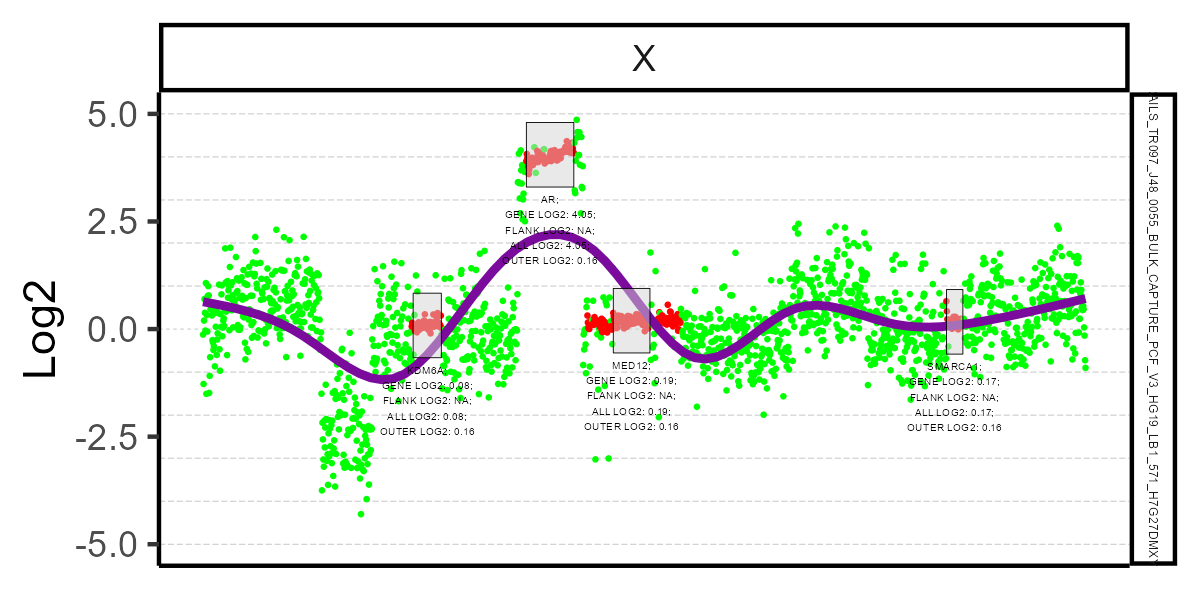 X
5.0
2.5
0.0
-2.5
-5.0
Log2
AR;
GENE LOG2: 4.05;
FLANK LOG2: NA;
ALL LOG2: 4.05;
OUTER LOG2: 0.16
KDM6A;
GENE LOG2: 0.08;
FLANK LOG2: NA;
ALL LOG2: 0.08;
OUTER LOG2: 0.16
MED12;
GENE LOG2: 0.19;
FLANK LOG2: NA;
ALL LOG2: 0.19;
OUTER LOG2: 0.16
SMARCA1;
GENE LOG2: 0.17;
FLANK LOG2: NA;
ALL LOG2: 0.17;
OUTER LOG2: 0.16
AILS_TR097_J48_0055_BULK_CAPTURE_PCF_V3_HG19_LB1_571_H7G27DMX